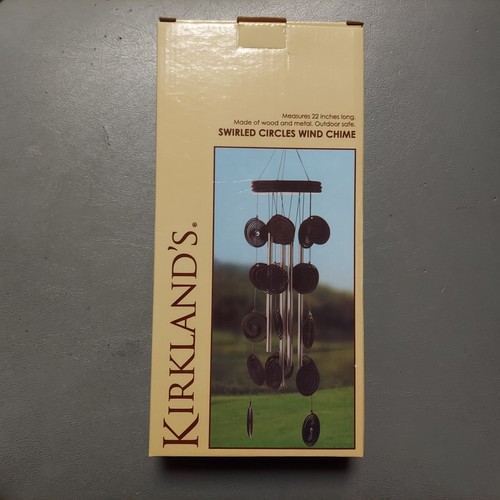 Measures 22 inches long.
Made of wood and metal. Outdoor safe.
SWIRLED CIRCLES WIND CHIME
KIRKLAND'S®